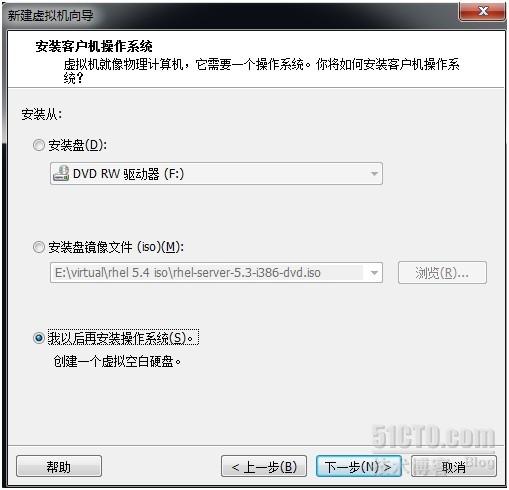 新建虚拟机向导
安装客户机操作系统
虚拟机就像物理计算机，它需要一个操作系统。你将如何安装客户机操作系
统?
安装从:
安装盘(D):
DVD RW 驱动器 (F:)
安装盘镜像文件 (iso)(M):
E:\virtual\rhel 5.4 iso\rhel-server-5.3-i386-dvd.iso
浏览(R)...
我以后再安装操作系统(S)。
创建一个虚拟空白硬盘。
51CTO.com
技术博客 Blog
帮助
< 上一步(B)
下一步(N) >
取消